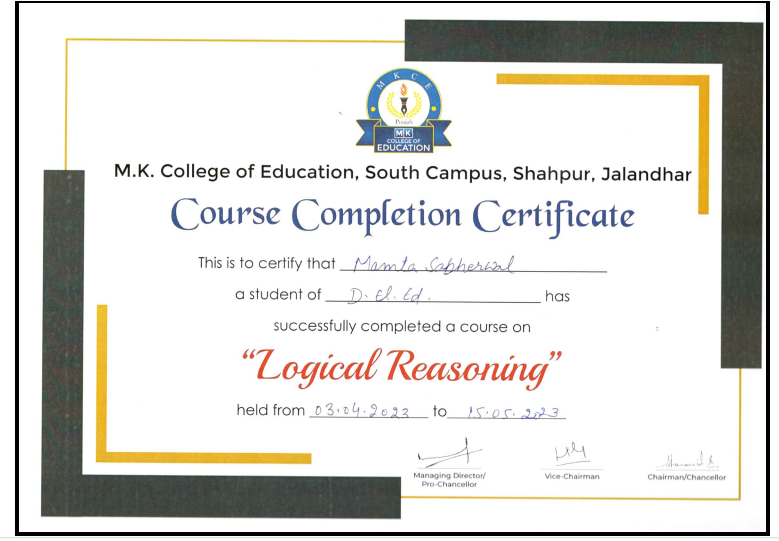 M K C E
Punjab
MK
COLLEGE OF
EDUCATION
M.K. College of Education, South Campus, Shahpur, Jalandhar
Course Completion Certificate
This is to certify that Mamta Sabherwal
a student of D. El. Ed. has
successfully completed a course on
“Logical Reasoning”
held from 03.04.2023 to 15.05.2023
Managing Director/
Pro-Chancellor
Vice-Chairman
Chairman/Chancellor